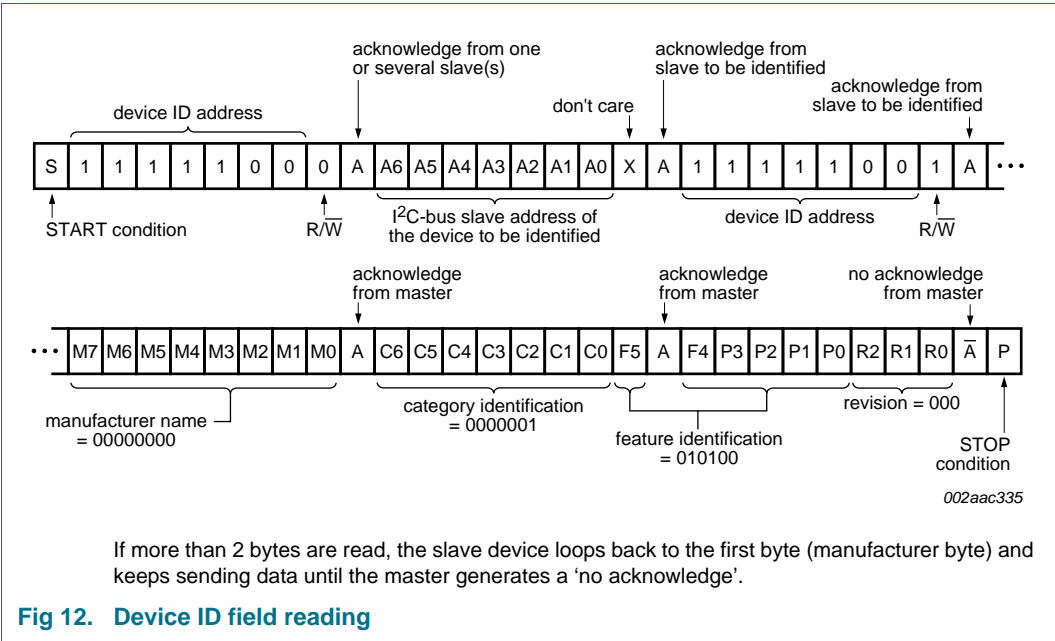 acknowledge from one
or several slave(s)
acknowledge from
slave to be identified
acknowledge from
slave to be identified
device ID address
don't care
S 1 1 1 1 1 0 0 0 A A6 A5 A4 A3 A2 A1 A0 X A 1 1 1 1 1 0 0 1 A •••
START condition
R/W̅
I²C-bus slave address of
the device to be identified
device ID address
R/W̅
acknowledge
from master
acknowledge
from master
no acknowledge
from master
••• M7 M6 M5 M4 M3 M2 M1 M0 A C6 C5 C4 C3 C2 C1 C0 F5 A F4 P3 P2 P1 P0 R2 R1 R0 A̅ P
manufacturer name
= 00000000
category identification
= 0000001
feature identification
= 010100
revision = 000
STOP
condition
002aac335
If more than 2 bytes are read, the slave device loops back to the first byte (manufacturer byte) and
keeps sending data until the master generates a ‘no acknowledge’.
Fig 12. Device ID field reading